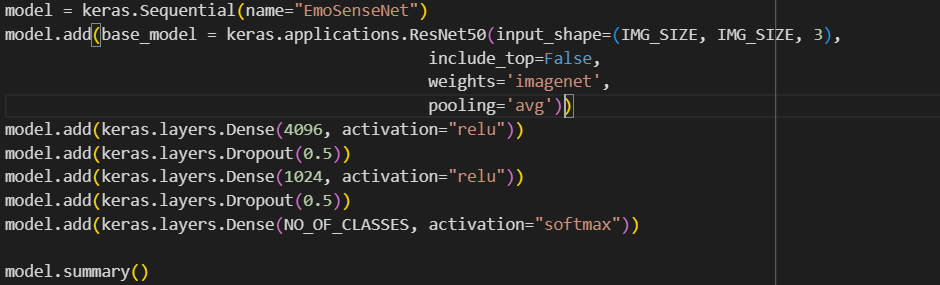 model = keras.Sequential(name="EmoSenseNet")
model.add(base_model = keras.applications.ResNet50(input_shape=(IMG_SIZE, IMG_SIZE, 3),
include_top=False,
weights='imagenet',
pooling='avg'))
model.add(keras.layers.Dense(4096, activation="relu"))
model.add(keras.layers.Dropout(0.5))
model.add(keras.layers.Dense(1024, activation="relu"))
model.add(keras.layers.Dropout(0.5))
model.add(keras.layers.Dense(NO_OF_CLASSES, activation="softmax"))
model.summary()